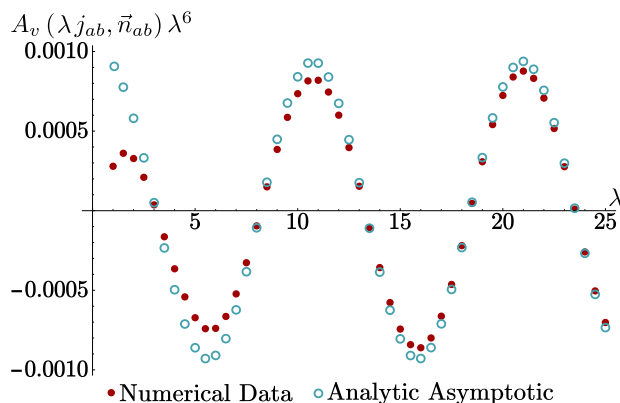 A_v (λ j_ab, n⃗_ab) λ^6
0.0010
0.0005
5 10 15 20 25 λ
−0.0005
−0.0010
Numerical Data Analytic Asymptotic